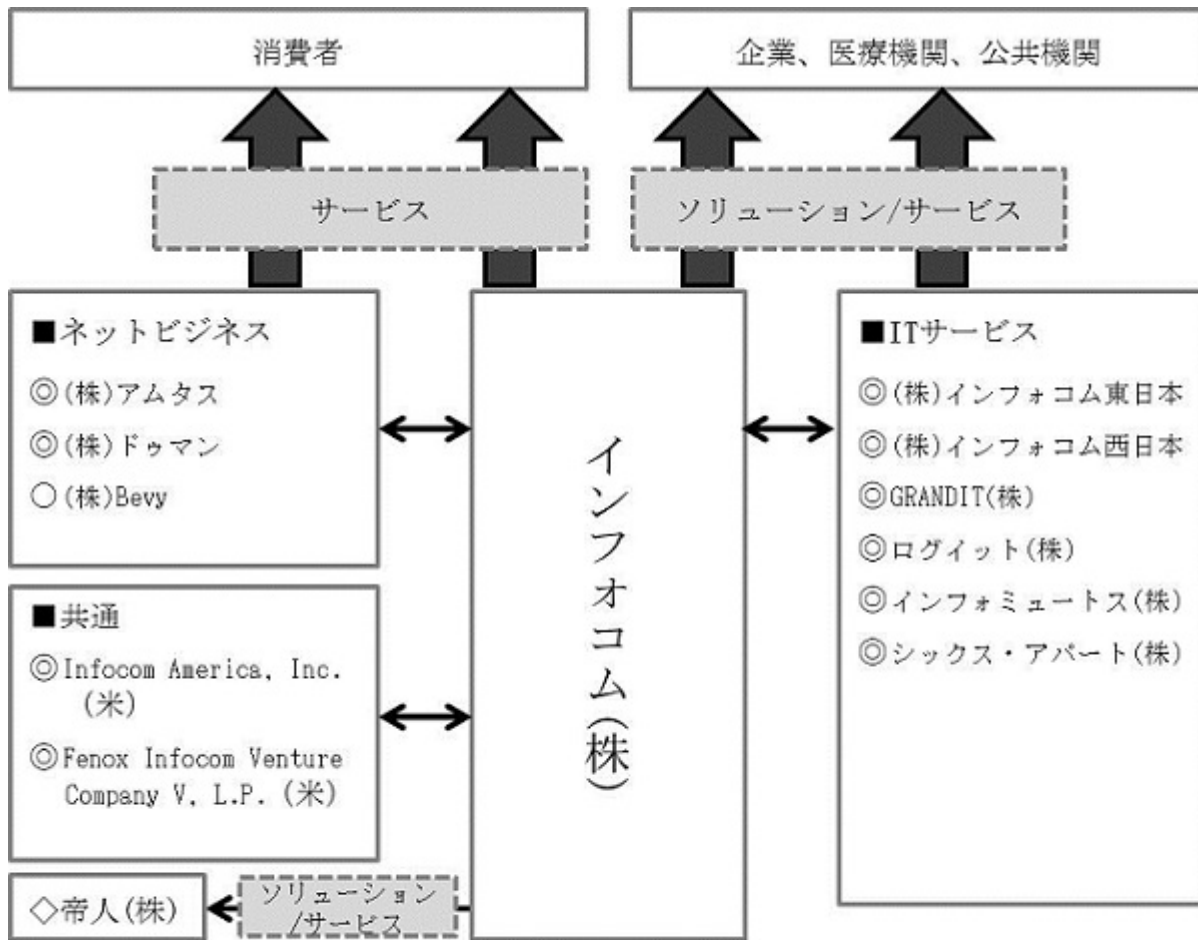 消費者
企業、医療機関、公共機関
サービス
ソリューション/サービス
■ネットビジネス
◎(株)アムタス
◎(株)ドゥマン
○(株)Bevy
■共通
◎Infocom America, Inc.
(米)
◎Fenox Infocom Venture
Company V, L.P. (米)
◇帝人(株)
ソリューション
/サービス
インフォコム(株)
■ITサービス
◎(株)インフォコム東日本
◎(株)インフォコム西日本
◎GRANDIT(株)
◎ログイット(株)
◎インフォミュートス(株)
◎シックス・アパート(株)